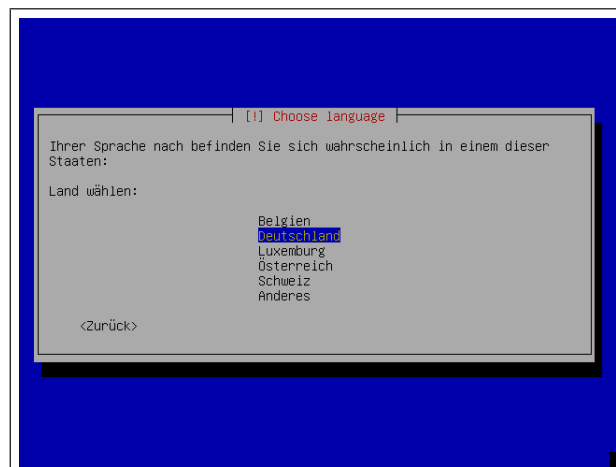 [!] Choose language
Ihrer Sprache nach befinden Sie sich wahrscheinlich in einem dieser
Staaten:
Land wählen:
Belgien
Deutschland
Luxemburg
Österreich
Schweiz
Anderes
<Zurück>